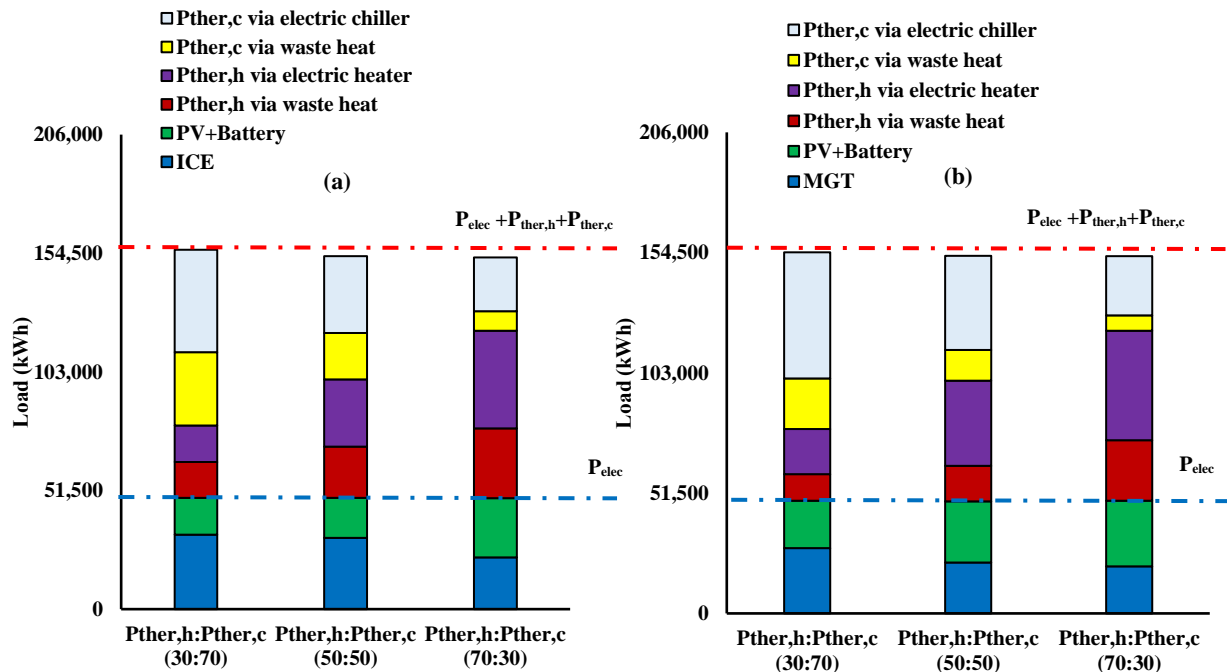 Pther,c via electric chiller
Pther,c via waste heat
Pther,h via electric heater
Pther,h via waste heat
PV+Battery
ICE
(a)
206,000
154,500
103,000
51,500
0
Load (kWh)
Pelec +Pther,h+Pther,c
Pelec
Pther,h:Pther,c Pther,h:Pther,c Pther,h:Pther,c
(30:70) (50:50) (70:30)
Pther,c via electric chiller
Pther,c via waste heat
Pther,h via electric heater
Pther,h via waste heat
PV+Battery
MGT
(b)
206,000
154,500
103,000
51,500
0
Load (kWh)
Pelec +Pther,h+Pther,c
Pelec
Pther,h:Pther,c Pther,h:Pther,c Pther,h:Pther,c
(30:70) (50:50) (70:30)